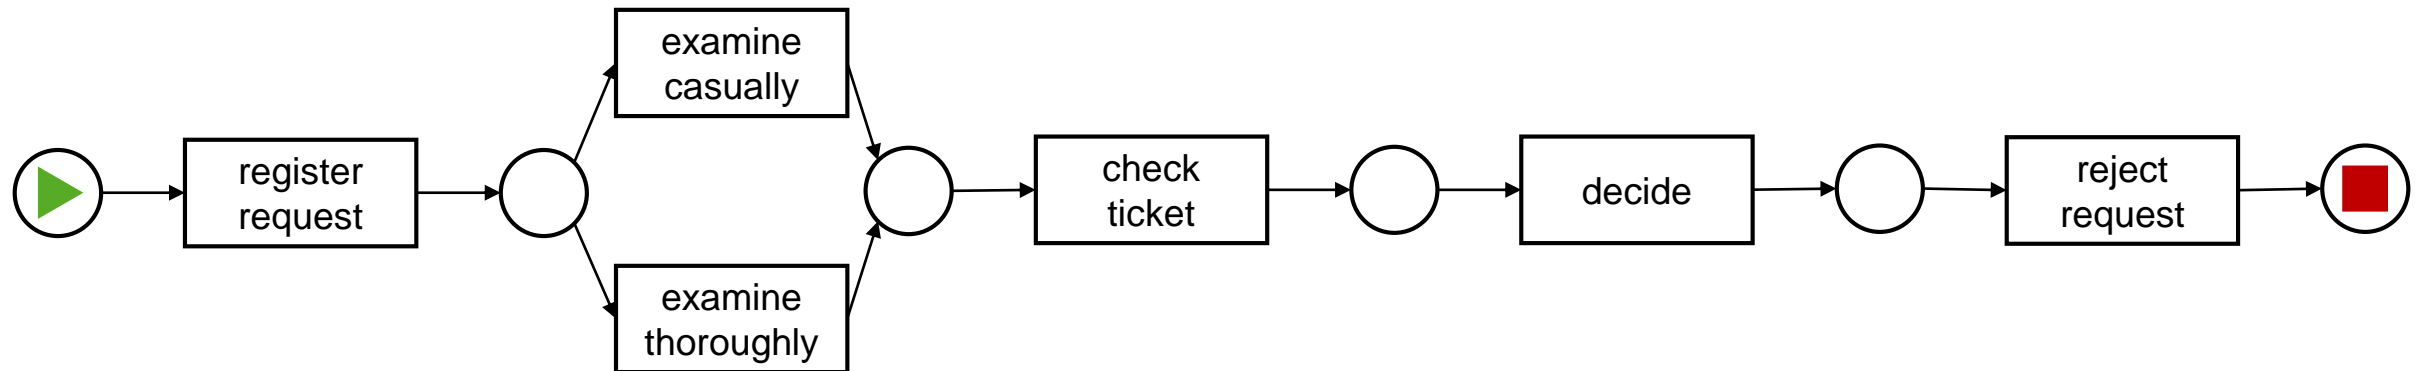 register
request
examine
casually
examine
thoroughly
check
ticket
decide
reject
request